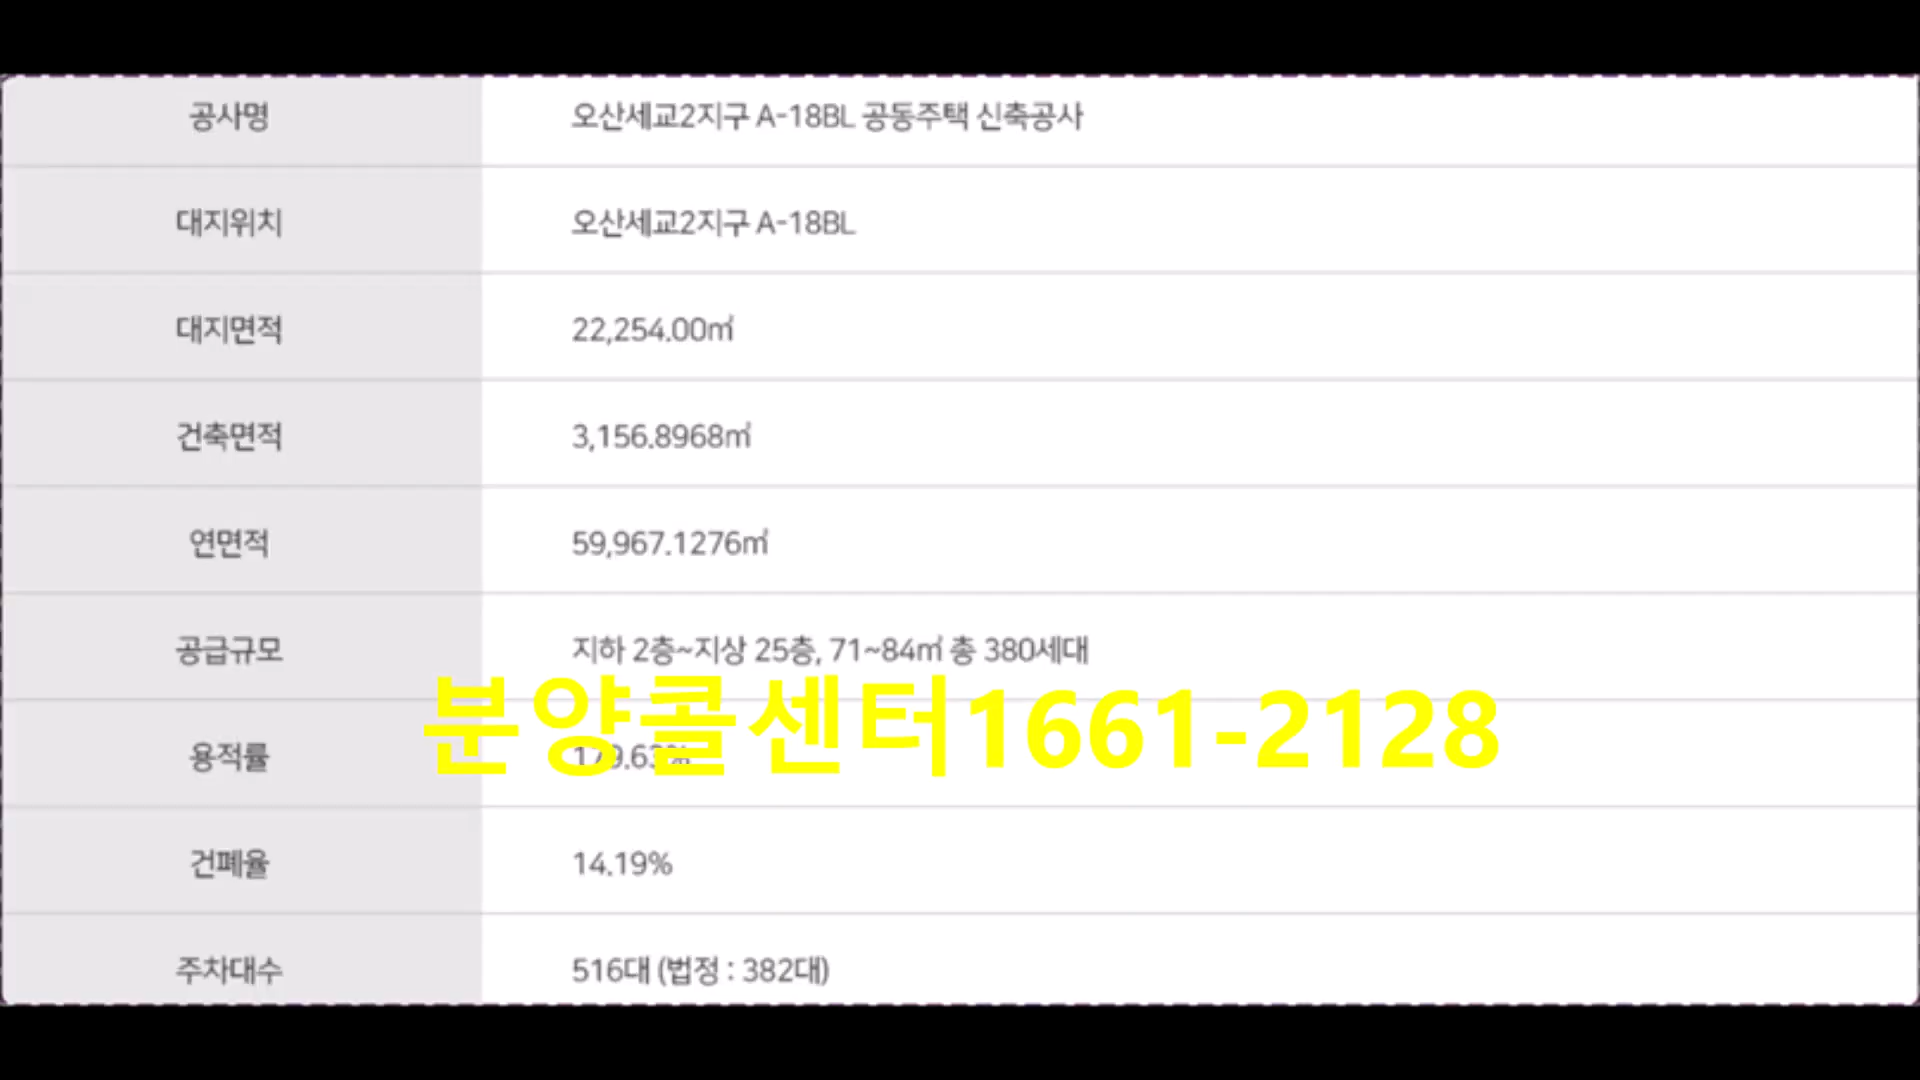 공사명 오산세교2지구 A-18BL 공동주택 신축공사
대지위치 오산세교2지구 A-18BL
대지면적 22,254.00㎡
건축면적 3,156.8968㎡
연면적 59,967.1276㎡
공급규모 지하 2층~지상 25층, 71~84㎡ 총 380세대
분양콜센터1661-2128
용적률
건폐율 14.19%
주차대수 516대 (법정 : 382대)